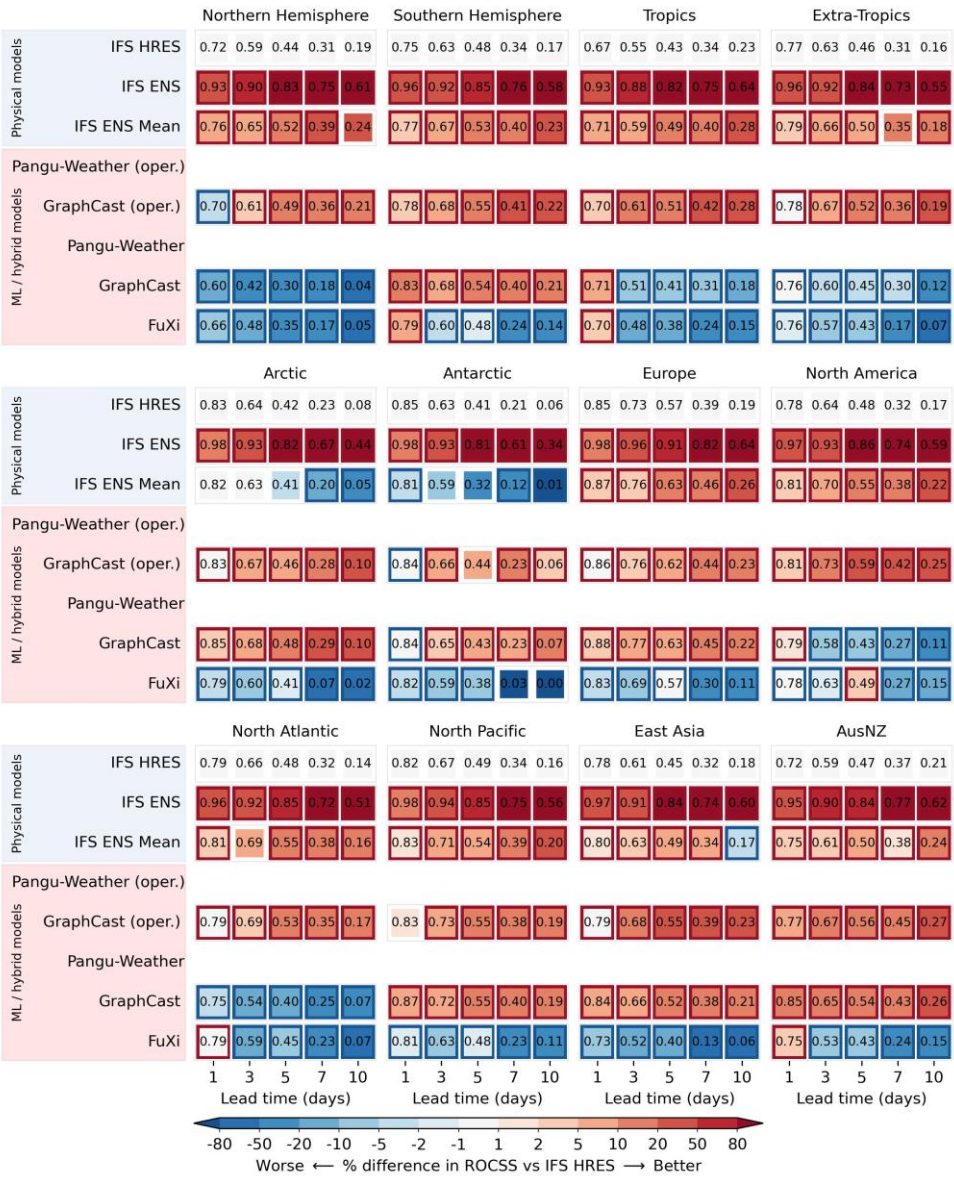 Northern Hemisphere Southern Hemisphere Tropics Extra-Tropics
Physical models
IFS HRES 0.72 0.59 0.44 0.31 0.19 0.75 0.63 0.48 0.34 0.17 0.67 0.55 0.43 0.34 0.23 0.77 0.63 0.46 0.31 0.16
IFS ENS 0.93 0.90 0.83 0.75 0.61 0.96 0.92 0.85 0.76 0.58 0.93 0.88 0.82 0.75 0.64 0.96 0.92 0.84 0.73 0.55
IFS ENS Mean 0.76 0.65 0.52 0.39 0.24 0.77 0.67 0.53 0.40 0.23 0.71 0.59 0.49 0.40 0.28 0.79 0.66 0.50 0.35 0.18
ML / hybrid models
Pangu-Weather (oper.)
GraphCast (oper.) 0.70 0.61 0.49 0.36 0.21 0.78 0.68 0.55 0.41 0.22 0.70 0.61 0.51 0.42 0.28 0.78 0.67 0.52 0.36 0.19
Pangu-Weather
GraphCast 0.60 0.42 0.30 0.18 0.04 0.83 0.68 0.54 0.40 0.21 0.71 0.51 0.41 0.31 0.18 0.76 0.60 0.45 0.30 0.12
FuXi 0.66 0.48 0.35 0.17 0.05 0.79 0.60 0.48 0.24 0.14 0.70 0.48 0.38 0.24 0.15 0.76 0.57 0.43 0.17 0.07
Arctic Antarctic Europe North America
Physical models
IFS HRES 0.83 0.64 0.42 0.23 0.08 0.85 0.63 0.41 0.21 0.06 0.85 0.73 0.57 0.39 0.19 0.78 0.64 0.48 0.32 0.17
IFS ENS 0.98 0.93 0.82 0.67 0.44 0.98 0.93 0.81 0.61 0.34 0.98 0.96 0.91 0.82 0.64 0.97 0.93 0.86 0.74 0.59
IFS ENS Mean 0.82 0.63 0.41 0.20 0.05 0.81 0.59 0.32 0.12 0.01 0.87 0.76 0.63 0.46 0.26 0.81 0.70 0.55 0.38 0.22
ML / hybrid models
Pangu-Weather (oper.)
GraphCast (oper.) 0.83 0.67 0.46 0.28 0.10 0.84 0.66 0.44 0.23 0.06 0.86 0.76 0.62 0.44 0.23 0.81 0.73 0.59 0.42 0.25
Pangu-Weather
GraphCast 0.85 0.68 0.48 0.29 0.10 0.84 0.65 0.43 0.23 0.07 0.88 0.77 0.63 0.45 0.22 0.79 0.58 0.43 0.27 0.11
FuXi 0.79 0.60 0.41 0.07 0.02 0.82 0.59 0.38 0.03 0.00 0.83 0.69 0.57 0.30 0.11 0.78 0.63 0.49 0.27 0.15
North Atlantic North Pacific East Asia AusNZ
Physical models
IFS HRES 0.79 0.66 0.48 0.32 0.14 0.82 0.67 0.49 0.34 0.16 0.78 0.61 0.45 0.32 0.18 0.72 0.59 0.47 0.37 0.21
IFS ENS 0.96 0.92 0.85 0.72 0.51 0.98 0.94 0.85 0.75 0.56 0.97 0.91 0.84 0.74 0.60 0.95 0.90 0.84 0.77 0.62
IFS ENS Mean 0.81 0.69 0.55 0.38 0.16 0.83 0.71 0.54 0.39 0.20 0.80 0.63 0.49 0.34 0.17 0.75 0.61 0.50 0.38 0.24
ML / hybrid models
Pangu-Weather (oper.)
GraphCast (oper.) 0.79 0.69 0.53 0.35 0.17 0.83 0.73 0.55 0.38 0.19 0.79 0.68 0.55 0.39 0.23 0.77 0.67 0.56 0.45 0.27
Pangu-Weather
GraphCast 0.75 0.54 0.40 0.25 0.07 0.87 0.72 0.55 0.40 0.19 0.84 0.66 0.52 0.38 0.21 0.85 0.65 0.54 0.43 0.26
FuXi 0.79 0.59 0.45 0.23 0.07 0.81 0.63 0.48 0.23 0.11 0.73 0.52 0.40 0.13 0.06 0.75 0.53 0.43 0.24 0.15
1 3 5 7 10 1 3 5 7 10 1 3 5 7 10 1 3 5 7 10
Lead time (days) Lead time (days) Lead time (days) Lead time (days)
-80 -50 -20 -10 -5 -2 -1 1 2 5 10 20 50 80
Worse ← % difference in ROCSS vs IFS HRES → Better